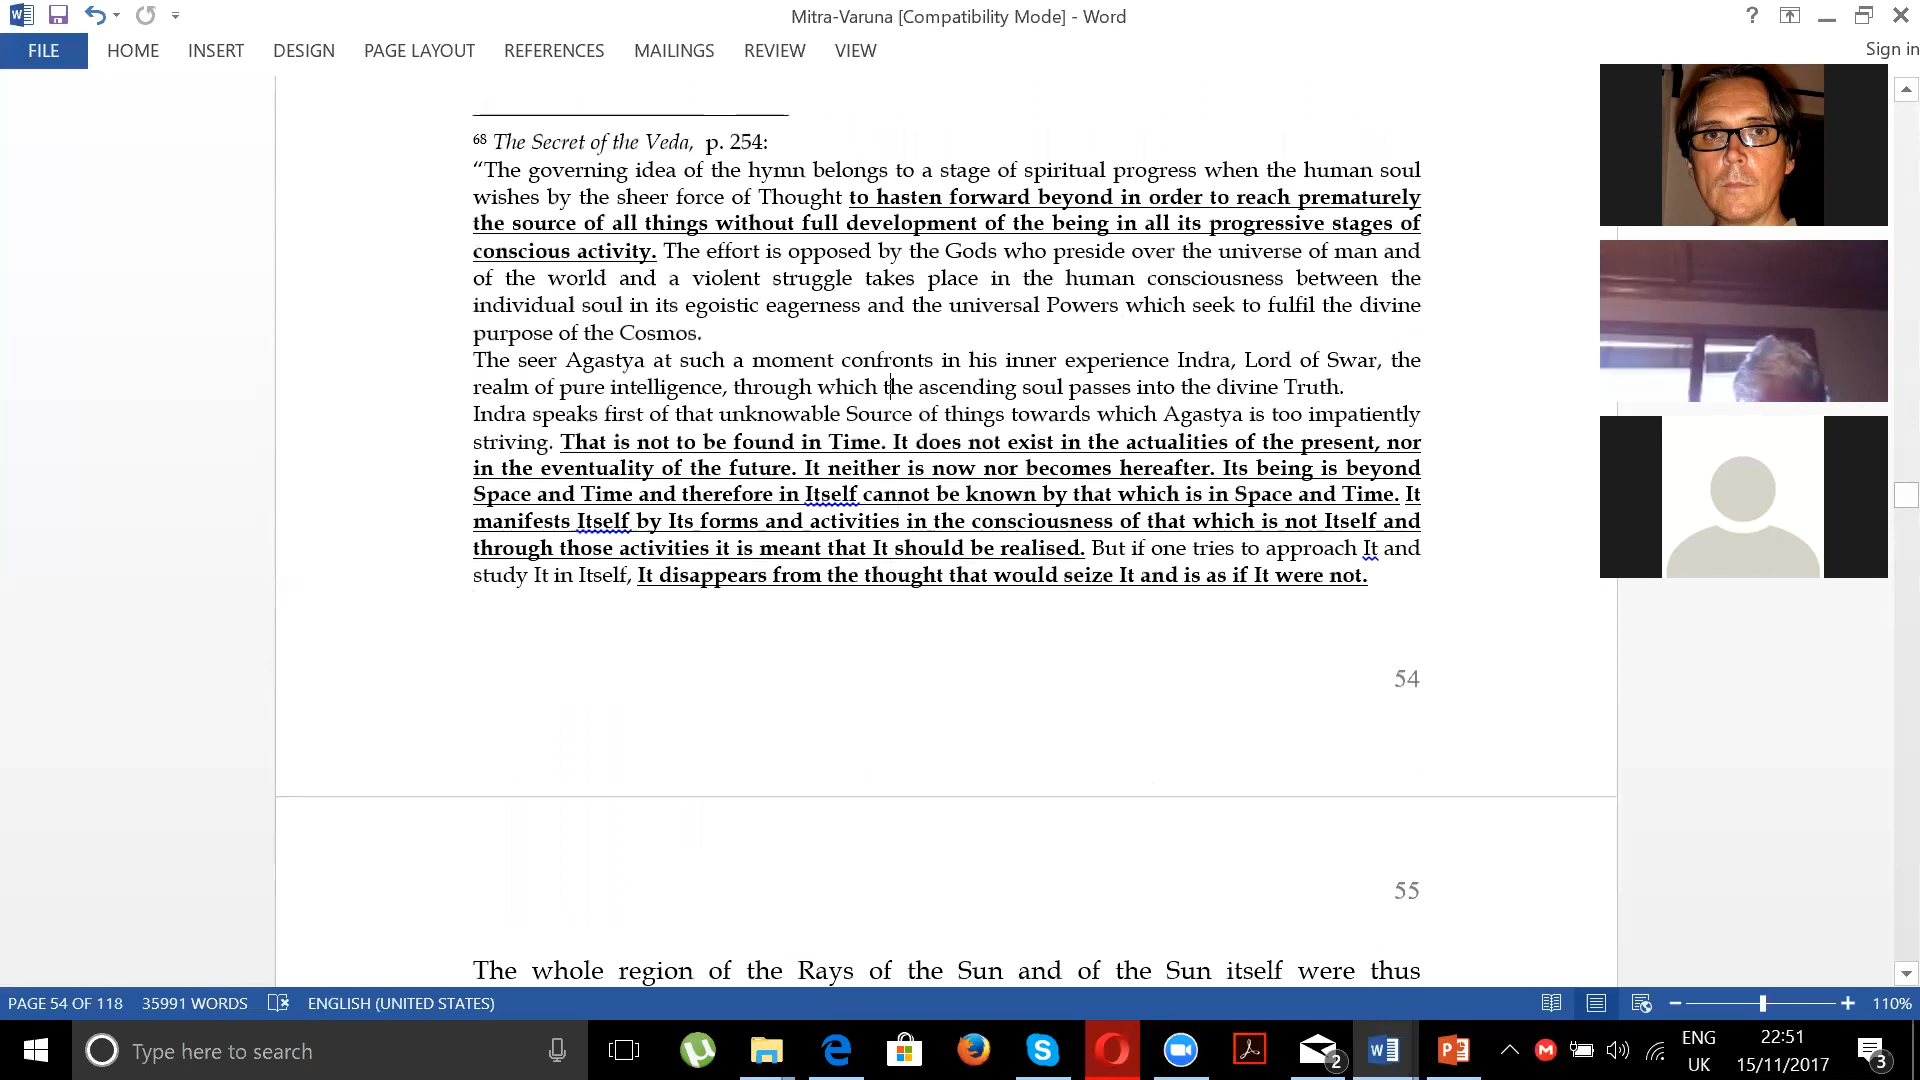 Mitra-Varuna [Compatibility Mode] - Word
?
FILE HOME INSERT DESIGN PAGE LAYOUT REFERENCES MAILINGS REVIEW VIEW
Sign in
68 The Secret of the Veda, p. 254:
“The governing idea of the hymn belongs to a stage of spiritual progress when the human soul
wishes by the sheer force of Thought to hasten forward beyond in order to reach prematurely
the source of all things without full development of the being in all its progressive stages of
conscious activity. The effort is opposed by the Gods who preside over the universe of man and
of the world and a violent struggle takes place in the human consciousness between the
individual soul in its egoistic eagerness and the universal Powers which seek to fulfil the divine
purpose of the Cosmos.
The seer Agastya at such a moment confronts in his inner experience Indra, Lord of Swar, the
realm of pure intelligence, through which the ascending soul passes into the divine Truth.
Indra speaks first of that unknowable Source of things towards which Agastya is too impatiently
striving. That is not to be found in Time. It does not exist in the actualities of the present, nor
in the eventuality of the future. It neither is now nor becomes hereafter. Its being is beyond
Space and Time and therefore in Itself cannot be known by that which is in Space and Time. It
manifests Itself by Its forms and activities in the consciousness of that which is not Itself and
through those activities it is meant that It should be realised. But if one tries to approach It and
study It in Itself, It disappears from the thought that would seize It and is as if It were not.
54
55
The whole region of the Rays of the Sun and of the Sun itself were thus
PAGE 54 OF 118 35991 WORDS ENGLISH (UNITED STATES) 110%
Type here to search
2
ENG
UK
22:51
15/11/2017
3